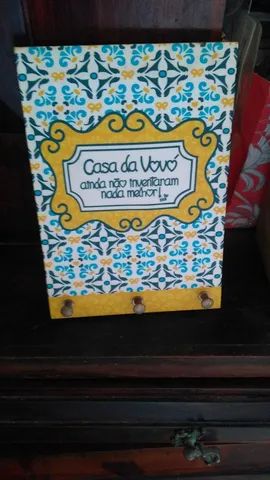 Casa da Vovó
ainda não inventaram
nada melhor!